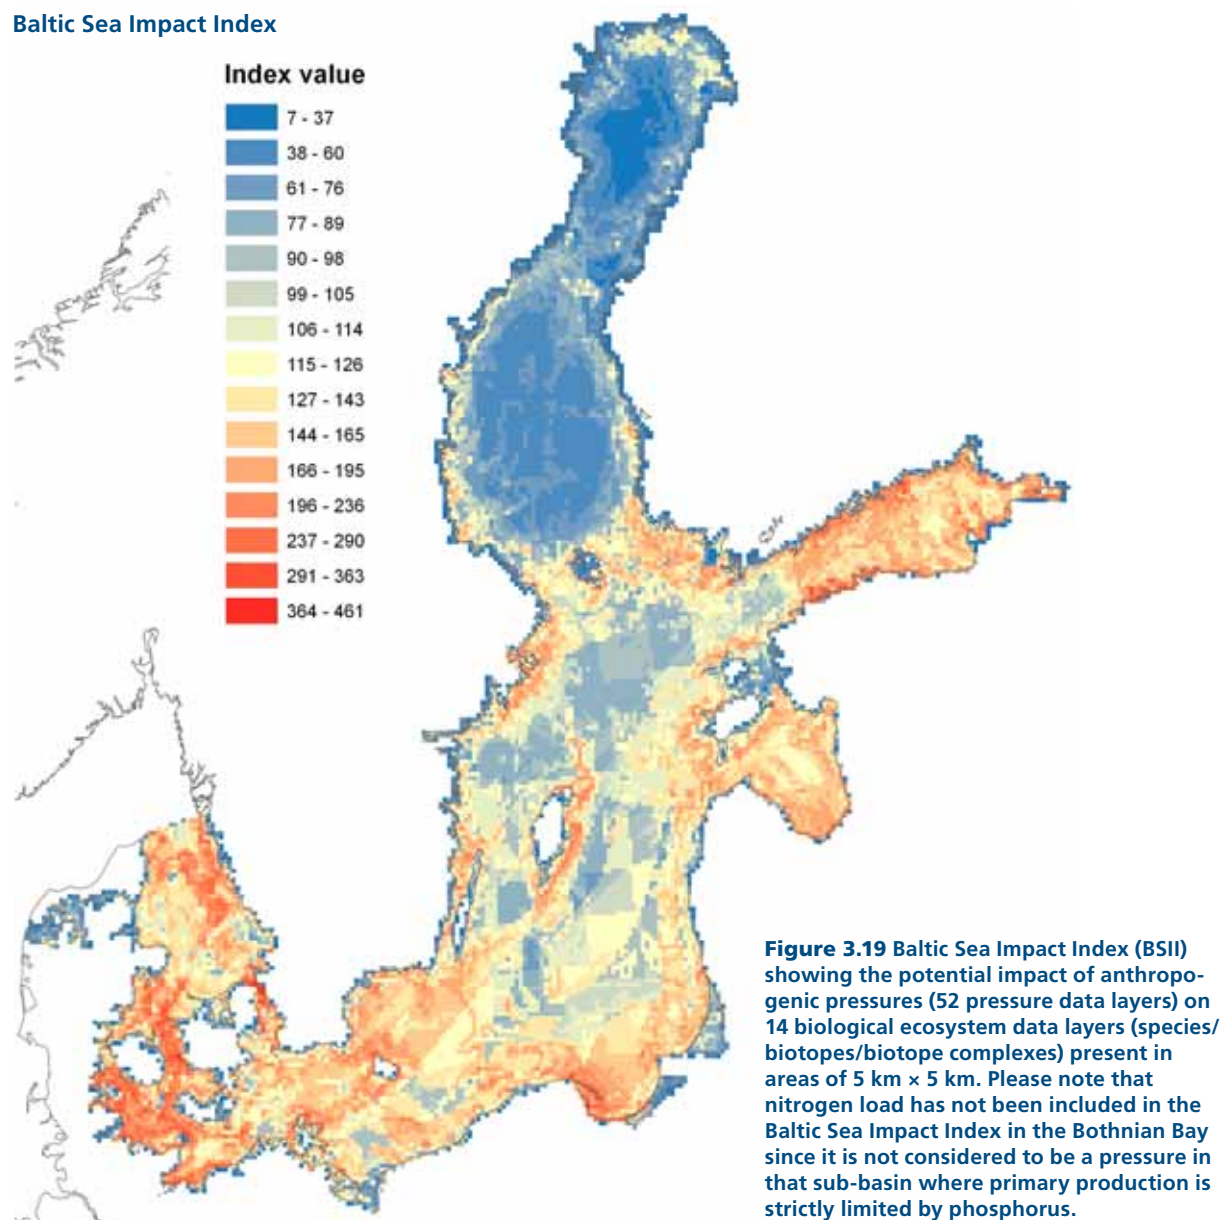 Baltic Sea Impact Index
Index value
7 - 37
38 - 60
61 - 76
77 - 89
90 - 98
99 - 105
106 - 114
115 - 126
127 - 143
144 - 165
166 - 195
196 - 236
237 - 290
291 - 363
364 - 461
Figure 3.19 Baltic Sea Impact Index (BSII)
showing the potential impact of anthropo-
genic pressures (52 pressure data layers) on
14 biological ecosystem data layers (species/
biotopes/biotope complexes) present in
areas of 5 km × 5 km. Please note that
nitrogen load has not been included in the
Baltic Sea Impact Index in the Bothnian Bay
since it is not considered to be a pressure in
that sub-basin where primary production is
strictly limited by phosphorus.